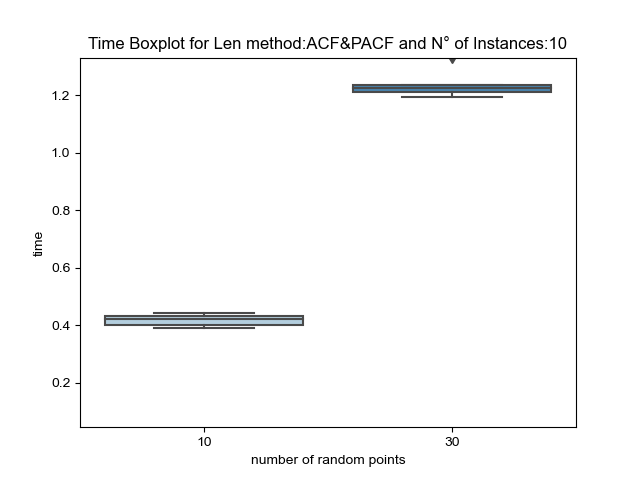 Time Boxplot for Len method:ACF&PACF and N° of Instances:10
1.2
1.0
0.8
0.6
0.4
0.2
time
10 30
number of random points